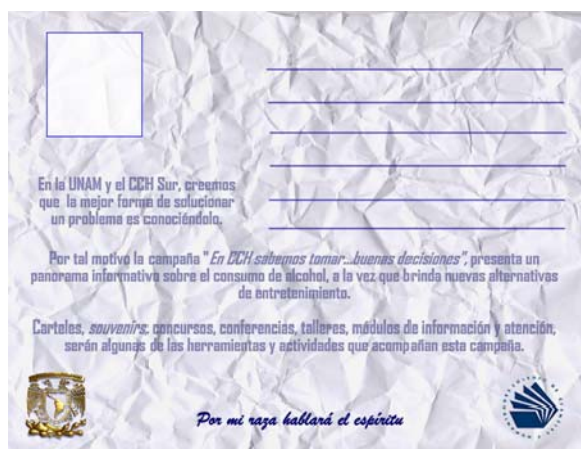 En la UNAM y el CCH Sur, creemos
que la mejor forma de solucionar
un problema es conociéndolo.
Por tal motivo la campaña "En CCH sabemos tomar...buenas decisiones", presenta un
panorama informativo sobre el consumo de alcohol, a la vez que brinda nuevas alternativas
de entretenimiento.
Carteles, souvenirs, concursos, conferencias, talleres, módulos de información y atención,
serán algunas de las herramientas y actividades que acompañan esta campaña.
Por mi raza hablará el espíritu